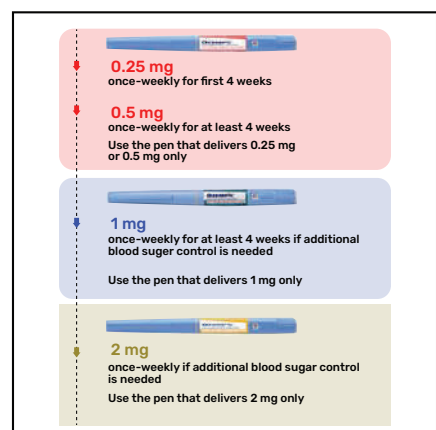 0.25 mg
once-weekly for first 4 weeks
0.5 mg
once-weekly for at least 4 weeks
Use the pen that delivers 0.25 mg
or 0.5 mg only
1 mg
once-weekly for at least 4 weeks if additional
blood suger control is needed
Use the pen that delivers 1 mg only
2 mg
once-weekly if additional blood sugar control
is needed
Use the pen that delivers 2 mg only